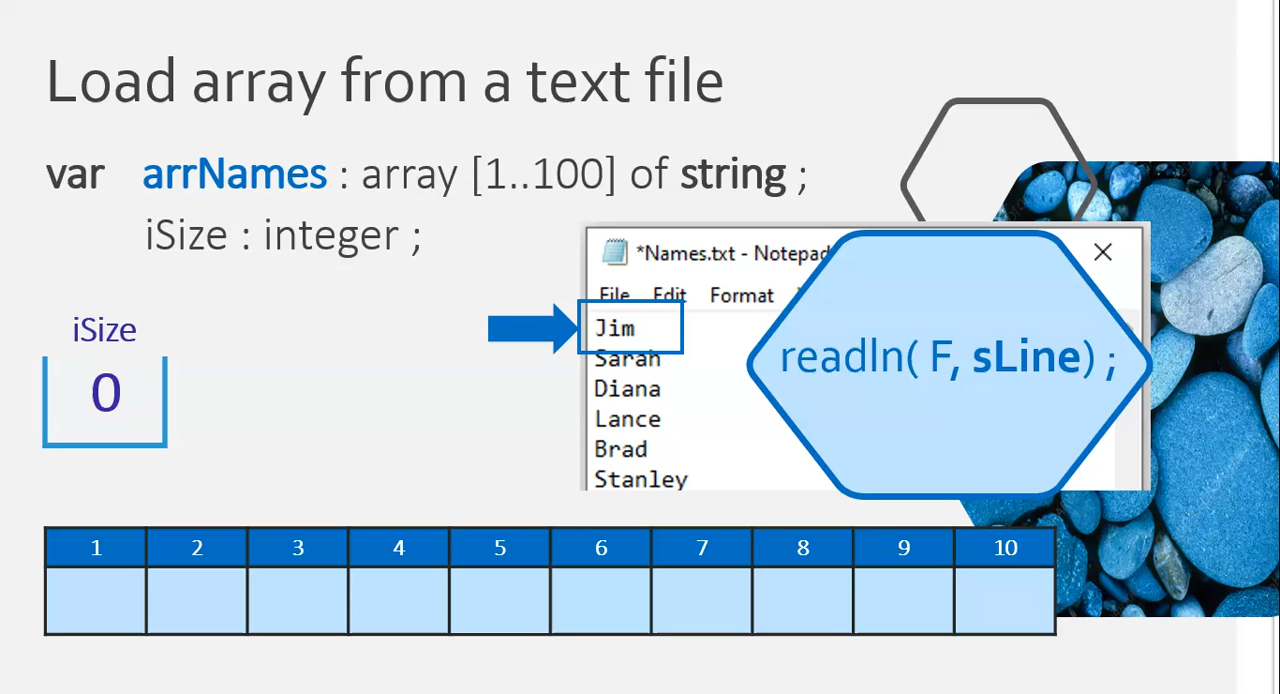 Load array from a text file
var arrNames : array [1..100] of string ;
iSize : integer ;
*Names.txt - Notepad
File Edit Format
Jim
Sarah
Diana
Lance
Brad
Stanley
readln( F, sLine) ;
iSize
0
1 2 3 4 5 6 7 8 9 10